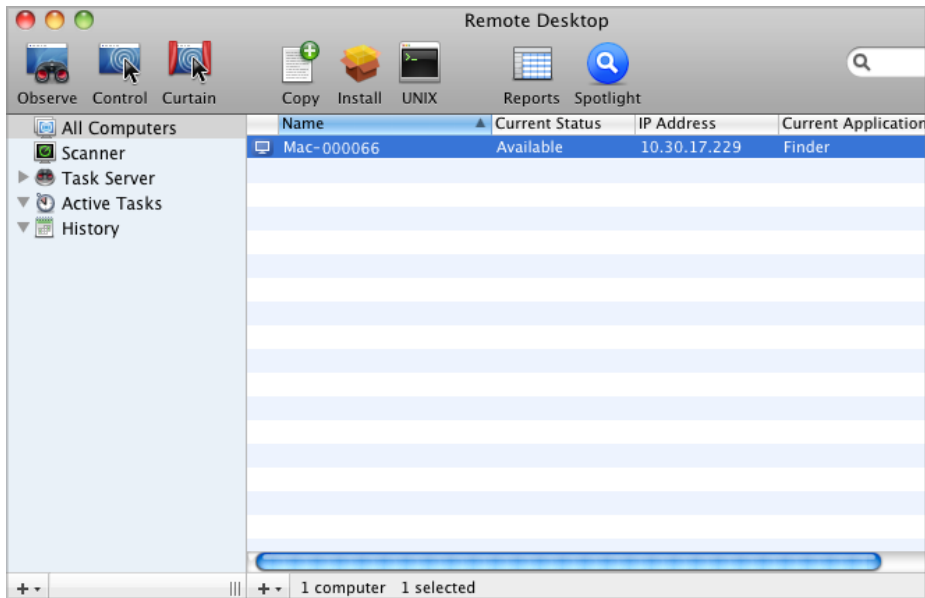 Remote Desktop
Observe Control Curtain Copy Install UNIX Reports Spotlight
All Computers
Scanner
Task Server
Active Tasks
History
Name Current Status IP Address Current Application
Mac-000066 Available 10.30.17.229 Finder
1 computer 1 selected